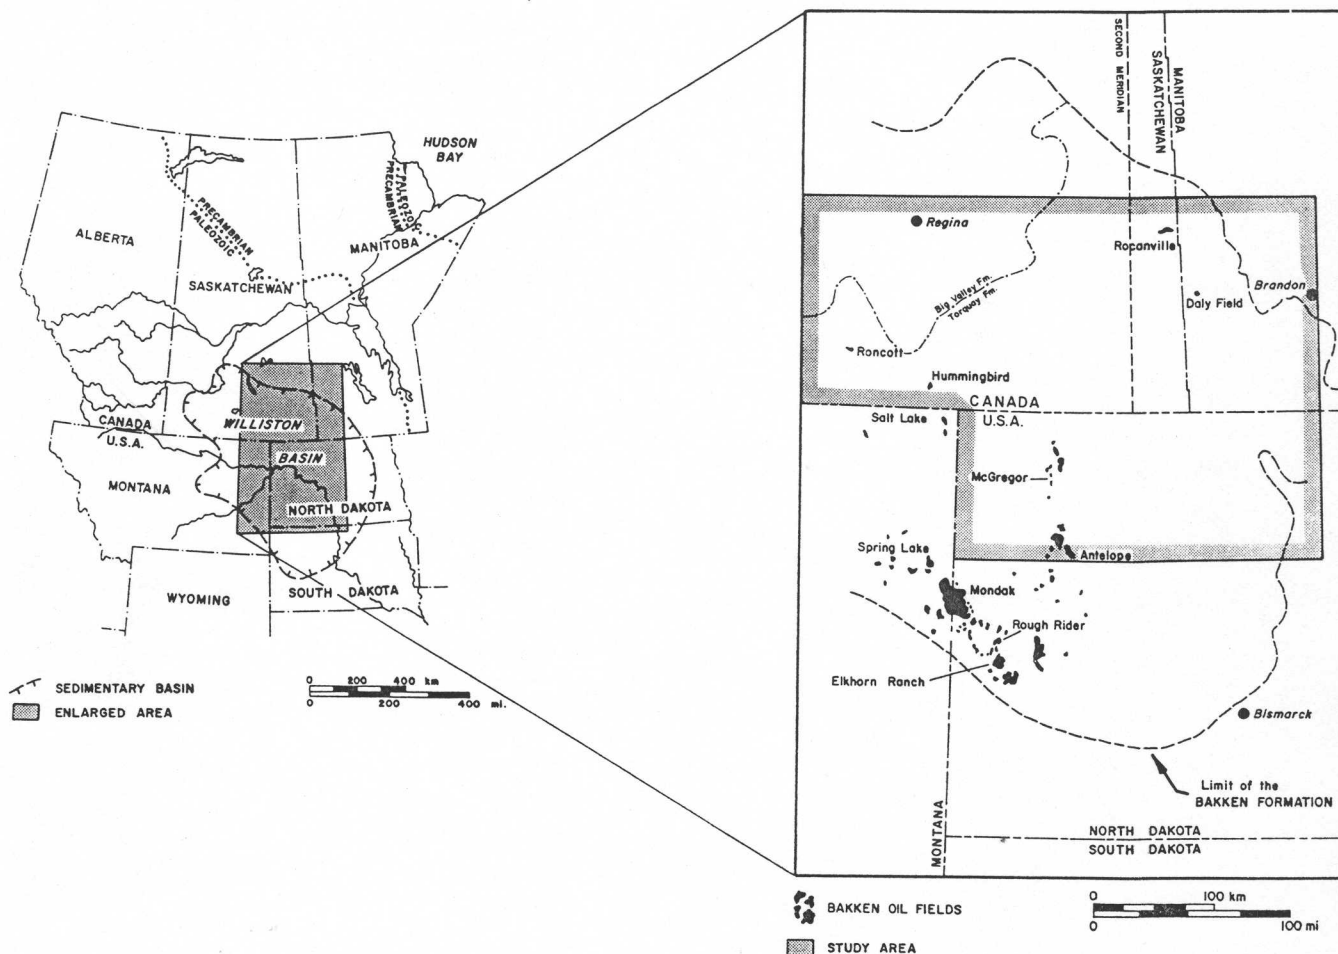 HUDSON
BAY
PALEOZOIC
PRECAMBRIAN
PRECAMBRIAN
PALEOZOIC
ALBERTA
MANITOBA
SASKATCHEWAN
CANADA
U.S.A.
WILLISTON
BASIN
MONTANA
NORTH DAKOTA
WYOMING
SOUTH DAKOTA
SEDIMENTARY BASIN
ENLARGED AREA
0 200 400 km
0 200 400 mi.
SECOND MERIDIAN
MANITOBA
SASKATCHEWAN
Regina
Rocanville
Big Valley Fm.
Torquay Fm.
Brandon
Daly Field
Roncott
Hummingbird
CANADA
U.S.A.
Salt Lake
McGregor
Spring Lake
Antelope
Mondak
Rough Rider
Elkhorn Ranch
Bismarck
Limit of the
BAKKEN FORMATION
MONTANA
NORTH DAKOTA
SOUTH DAKOTA
BAKKEN OIL FIELDS
STUDY AREA
0 100 km
0 100 mi